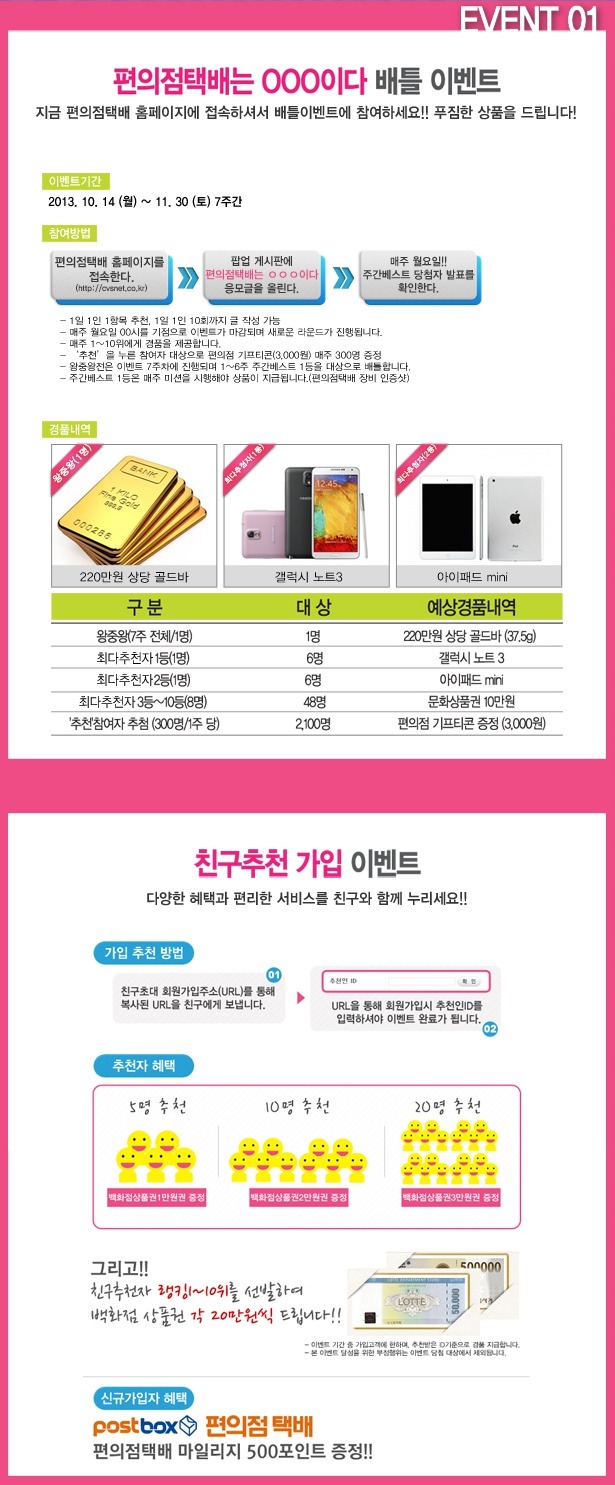 EVENT 01
편의점택배는 OOO이다 배틀 이벤트
지금 편의점택배 홈페이지에 접속하셔서 배틀이벤트에 참여하세요!! 푸짐한 상품을 드립니다!
이벤트기간
2013. 10. 14 (월) ~ 11. 30 (토) 7주간
참여방법
편의점택배 홈페이지를
접속한다.
(http://cvsnet.co.kr)
팝업 게시판에
편의점택배는 ㅇㅇㅇ이다
응모글을 올린다.
매주 월요일!!
주간베스트 당첨자 발표를
확인한다.
- 1일 1인 1항목 추천, 1일 1인 10회까지 글 작성 가능
- 매주 월요일 00시를 기점으로 이벤트가 마감되며 새로운 라운드가 진행됩니다.
- 매주 1~10위에게 경품을 제공합니다.
- ‘추천’을 누른 참여자 대상으로 편의점 기프티콘(3,000원) 매주 300명 증정
- 왕중왕전은 이벤트 7주차에 진행되며 1~6주 주간베스트 1등을 대상으로 배틀합니다.
- 주간베스트 1등은 매주 미션을 시행해야 상품이 지급됩니다.(편의점택배 장비 인증샷)
경품내역
왕중왕(1명)
BANK
1 KILO
Fine Gold
999.9
000286
220만원 상당 골드바
최다추천자(1등)
12:45
갤럭시 노트3
최다추천자(2등)
iPad
아이패드 mini
구 분 대 상 예상경품내역
왕중왕(7주 전체/1명) 1명 220만원 상당 골드바 (37.5g)
최다추천자 1등(1명) 6명 갤럭시 노트 3
최다추천자 2등(1명) 6명 아이패드 mini
최다추천자 3등~10등(8명) 48명 문화상품권 10만원
'추천'참여자 추첨 (300명/1주 당) 2,100명 편의점 기프티콘 증정 (3,000원)
친구추천 가입 이벤트
다양한 혜택과 편리한 서비스를 친구와 함께 누리세요!!
가입 추천 방법
01
친구초대 회원가입주소(URL)를 통해
복사된 URL을 친구에게 보냅니다.
추천인 ID 확 인
URL을 통해 회원가입시 추천인ID를
입력하셔야 이벤트 완료가 됩니다.
02
추천자 혜택
5명 추천 10명 추천 20명 추천
백화점상품권1만원권 증정 백화점상품권2만원권 증정 백화점상품권3만원권 증정
그리고!!
친구추천자 랭킹1~10위를 선발하여
백화점 상품권 각 20만원씩 드립니다!!
500000
LOTTE DEPARTMENT STORE
LOTTE
50.000
- 이벤트 기간 중 가입고객에 한하며, 추천받은 ID기준으로 경품 지급합니다.
- 본 이벤트 달성을 위한 부정행위는 이벤트 당첨 대상에서 제외됩니다.
신규가입자 혜택
postbox 편의점 택배
편의점택배 마일리지 500포인트 증정!!